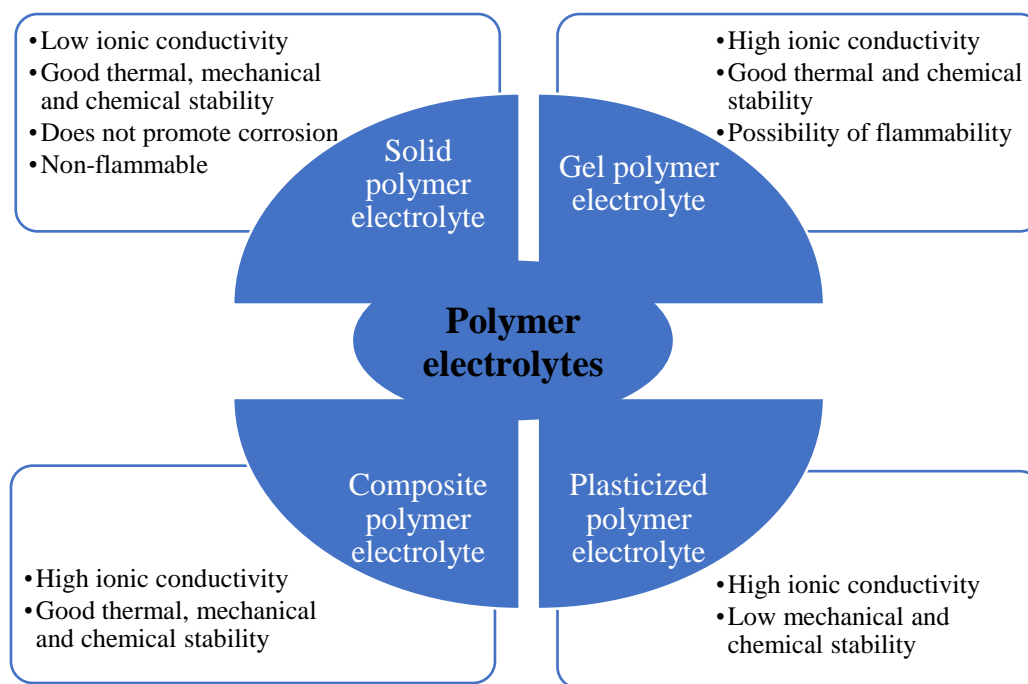 •Low ionic conductivity
•Good thermal, mechanical
and chemical stability
•Does not promote corrosion
•Non-flammable
Solid
polymer
electrolyte
•High ionic conductivity
•Good thermal and chemical
stability
•Possibility of flammability
Gel polymer
electrolyte
Polymer
electrolytes
Composite
polymer
electrolyte
•High ionic conductivity
•Good thermal, mechanical
and chemical stability
Plasticized
polymer
electrolyte
•High ionic conductivity
•Low mechanical and
chemical stability